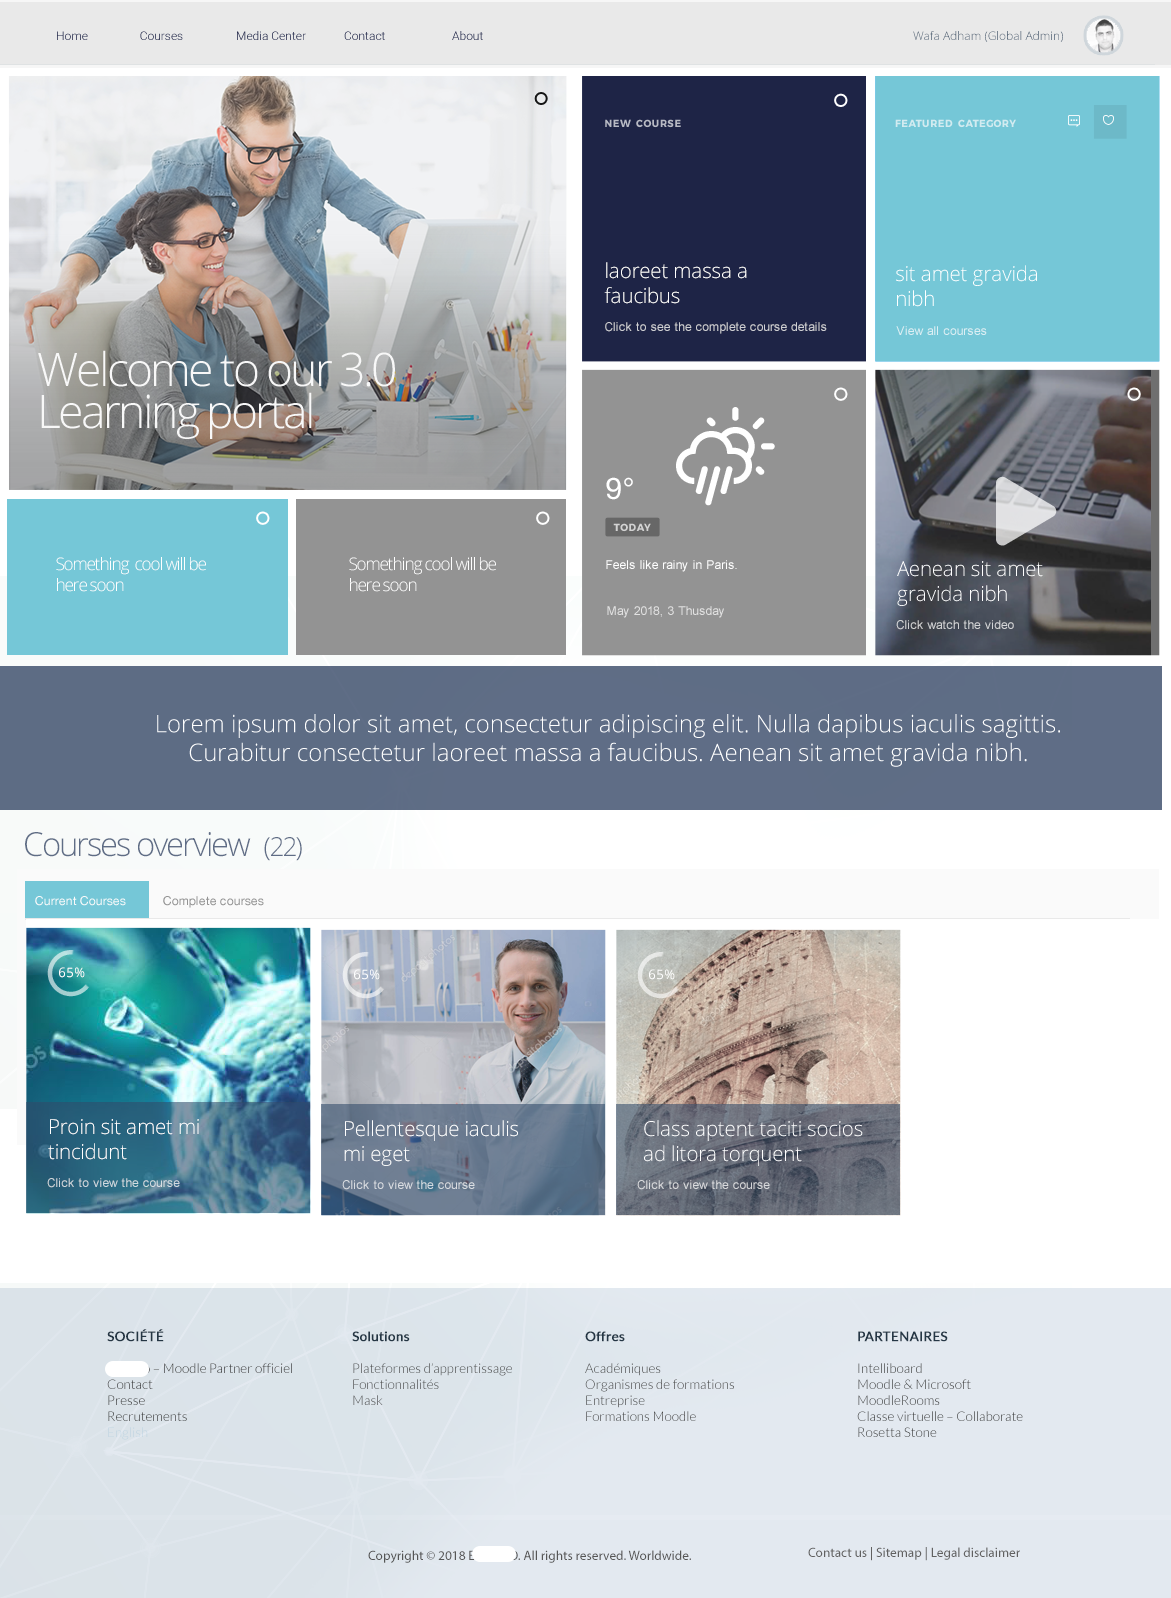 Home
Courses
Media Center
Contact
About
Wafa Adham (Global Admin)
Welcome to our 3.0
Learning portal
NEW COURSE
laoreet massa a
faucibus
Click to see the complete course details
FEATURED CATEGORY
sit amet gravida
nibh
View all courses
Something cool will be
here soon
Something cool will be
here soon
9°
TODAY
Feels like rainy in Paris.
May 2018, 3 Thusday
Aenean sit amet
gravida nibh
Click watch the video
Lorem ipsum dolor sit amet, consectetur adipiscing elit. Nulla dapibus iaculis sagittis.
Curabitur consectetur laoreet massa a faucibus. Aenean sit amet gravida nibh.
Courses overview (22)
Current Courses
Complete courses
65%
Proin sit amet mi
tincidunt
Click to view the course
65%
Pellentesque iaculis
mi eget
Click to view the course
65%
Class aptent taciti socios
ad litora torquent
Click to view the course
SOCIÉTÉ
– Moodle Partner officiel
Contact
Presse
Recrutements
English
Solutions
Plateformes d'apprentissage
Fonctionnalités
Mask
Offres
Académiques
Organismes de formations
Entreprise
Formations Moodle
PARTENAIRES
Intelliboard
Moodle & Microsoft
MoodleRooms
Classe virtuelle – Collaborate
Rosetta Stone
Copyright © 2018 . All rights reserved. Worldwide.
Contact us | Sitemap | Legal disclaimer